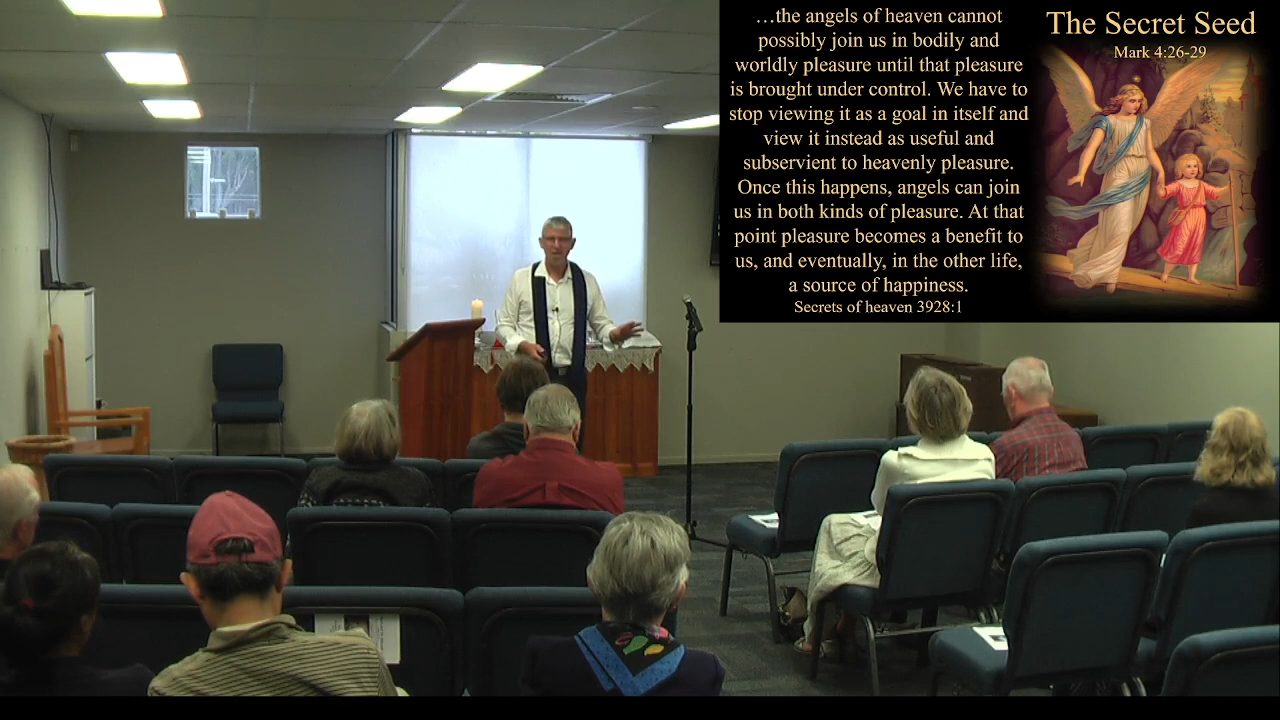 …the angels of heaven cannot
possibly join us in bodily and
worldly pleasure until that pleasure
is brought under control. We have to
stop viewing it as a goal in itself and
view it instead as useful and
subservient to heavenly pleasure.
Once this happens, angels can join
us in both kinds of pleasure. At that
point pleasure becomes a benefit to
us, and eventually, in the other life,
a source of happiness.
Secrets of heaven 3928:1
The Secret Seed
Mark 4:26-29